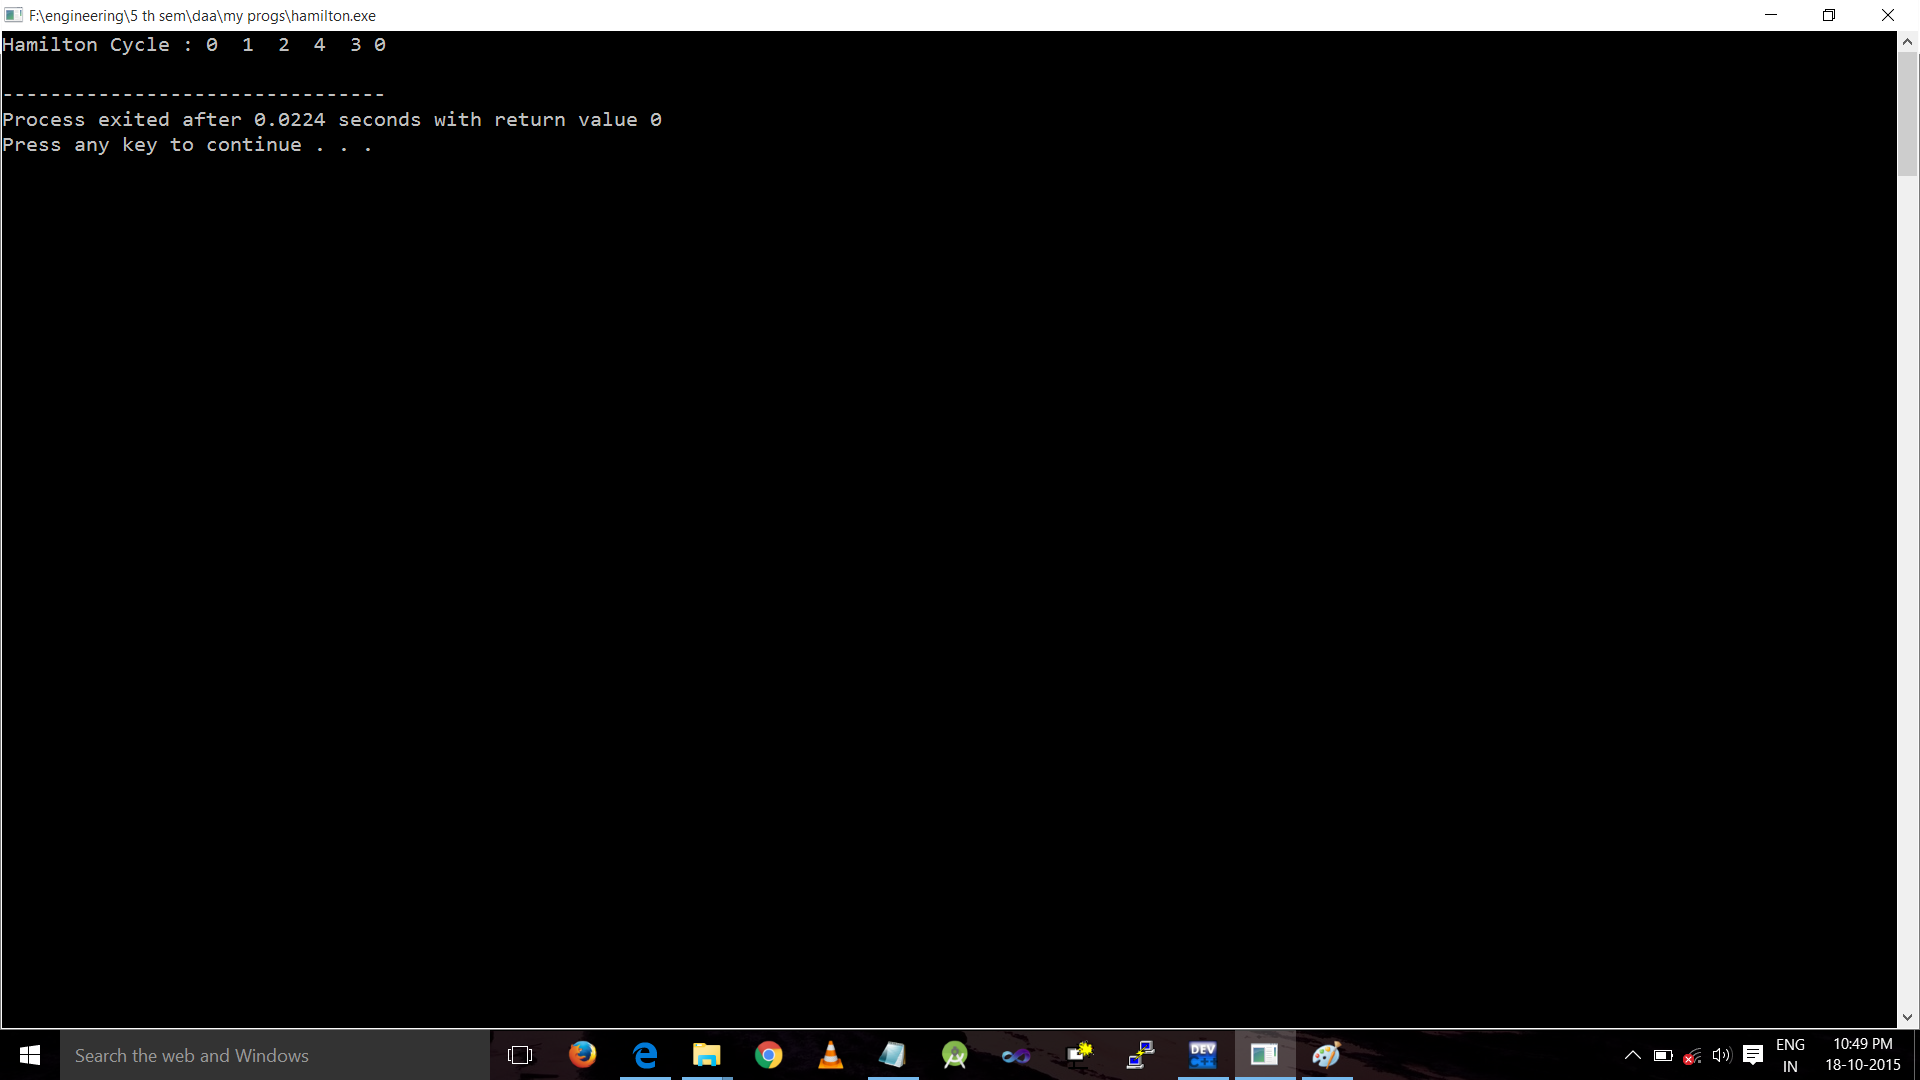 F:\engineering\5 th sem\daa\my progs\hamilton.exe
Hamilton Cycle : 0  1  2  4  3 0
--------------------------------
Process exited after 0.0224 seconds with return value 0
Press any key to continue . . .
Search the web and Windows
DEV
ENG
IN
10:49 PM
18-10-2015